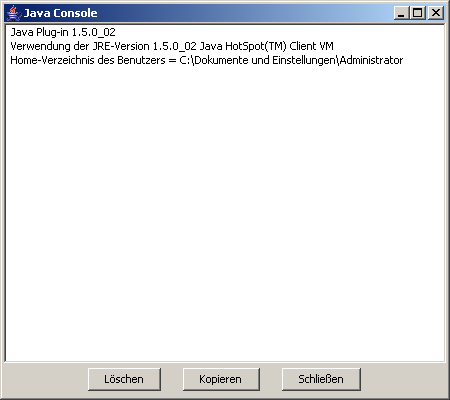 Java Console
Java Plug-in 1.5.0_02
Verwendung der JRE-Version 1.5.0_02 Java HotSpot(TM) Client VM
Home-Verzeichnis des Benutzers = C:\Dokumente und Einstellungen\Administrator
Löschen Kopieren Schließen